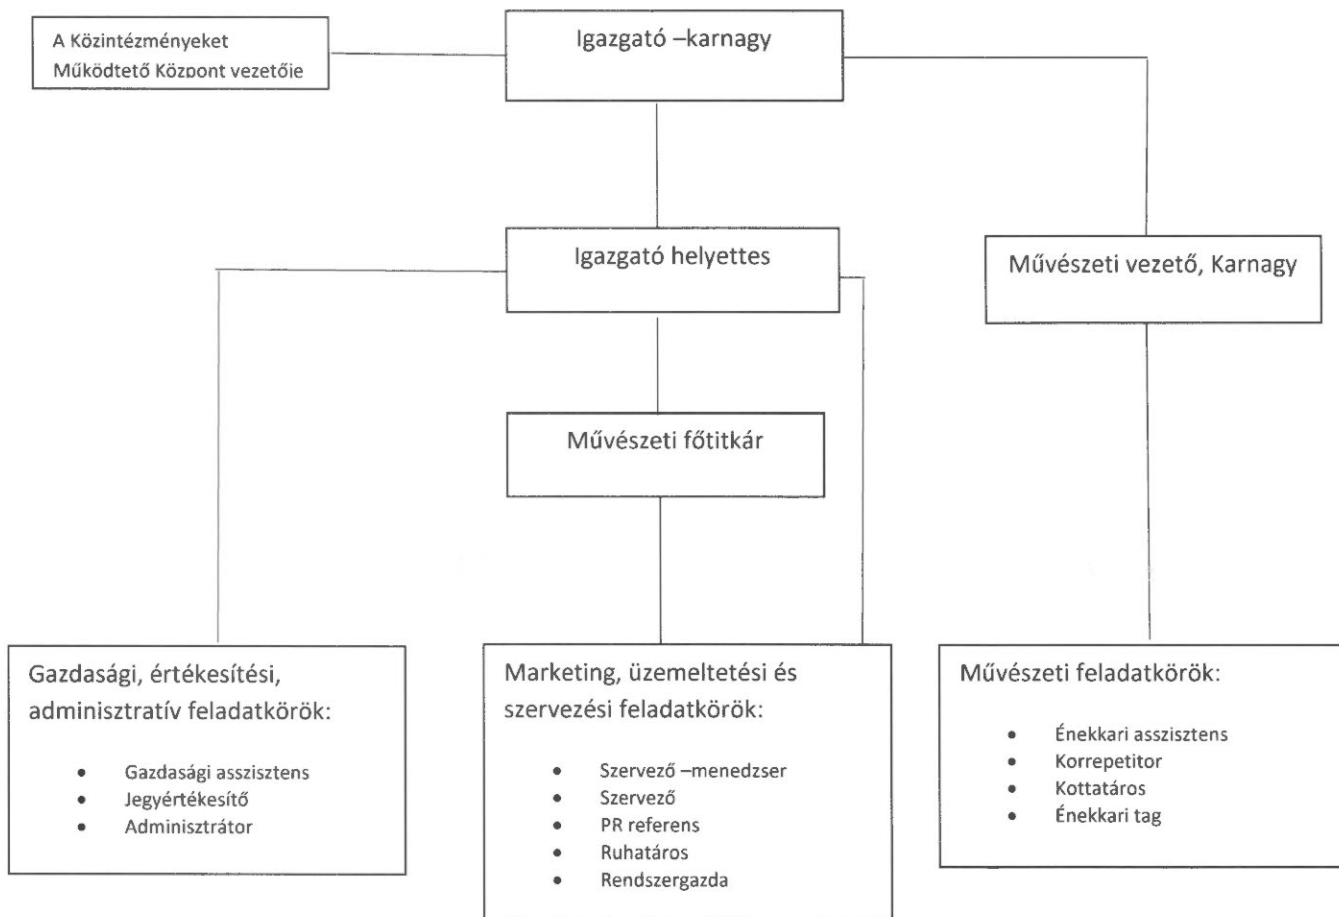 A Közintézményeket
Működtető Központ vezetője
Igazgató –karnagy
Igazgató helyettes
Művészeti vezető, Karnagy
Művészeti főtitkár
Gazdasági, értékesítési,
adminisztratív feladatkörök:
• Gazdasági asszisztens
• Jegyértékesítő
• Adminisztrátor
Marketing, üzemeltetési és
szervezési feladatkörök:
• Szervező –menedzser
• Szervező
• PR referens
• Ruhatáros
• Rendszergazda
Művészeti feladatkörök:
• Énekkari asszisztens
• Korrepetitor
• Kottatáros
• Énekkari tag